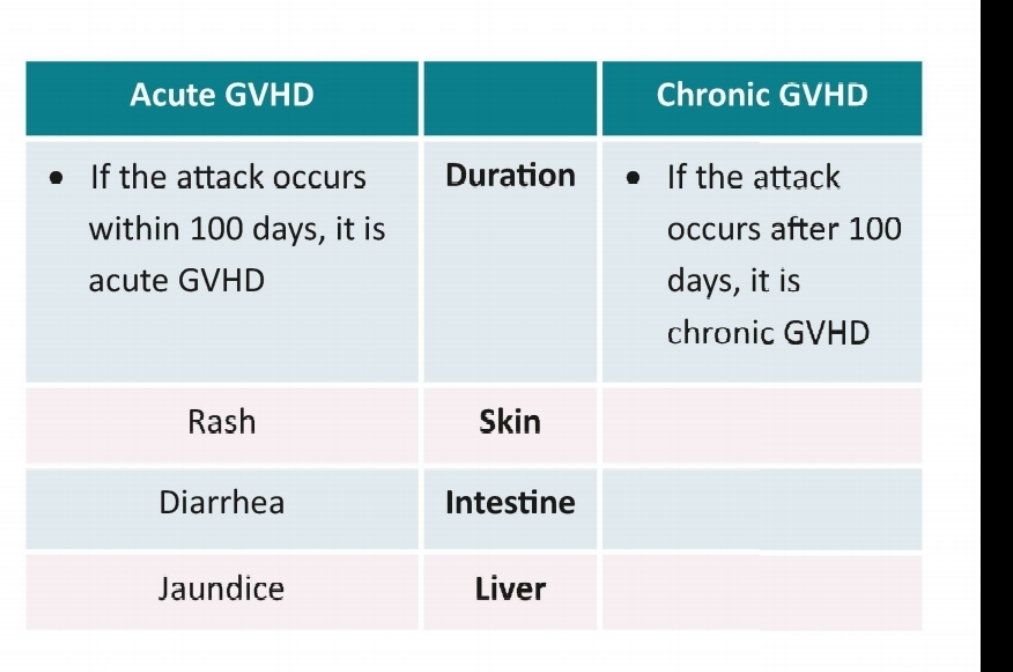 Acute GVHD
Chronic GVHD
• If the attack occurs
within 100 days, it is
acute GVHD
Duration
• If the attack
occurs after 100
days, it is
chronic GVHD
Rash
Skin
Diarrhea
Intestine
Jaundice
Liver